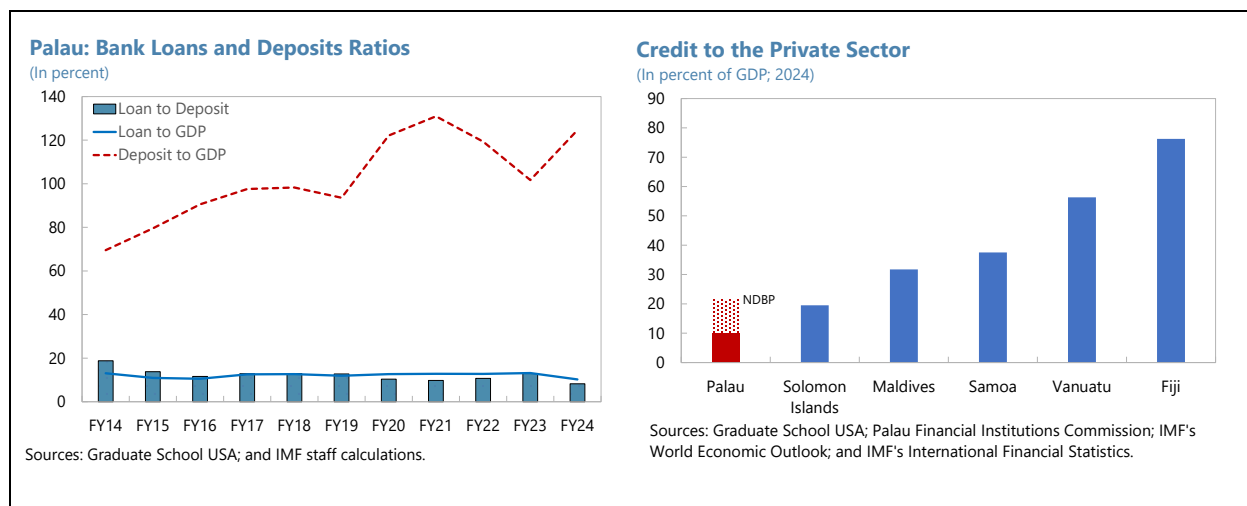 Palau: Bank Loans and Deposits Ratios
(In percent)
140
120
100
80
60
40
20
0
Loan to Deposit
Loan to GDP
Deposit to GDP
FY14 FY15 FY16 FY17 FY18 FY19 FY20 FY21 FY22 FY23 FY24
Sources: Graduate School USA; and IMF staff calculations.
Credit to the Private Sector
(In percent of GDP; 2024)
90
80
70
60
50
40
30
20
10
0
NDBP
Palau Solomon Maldives Samoa Vanuatu Fiji
Islands
Sources: Graduate School USA; Palau Financial Institutions Commission; IMF's
World Economic Outlook; and IMF's International Financial Statistics.